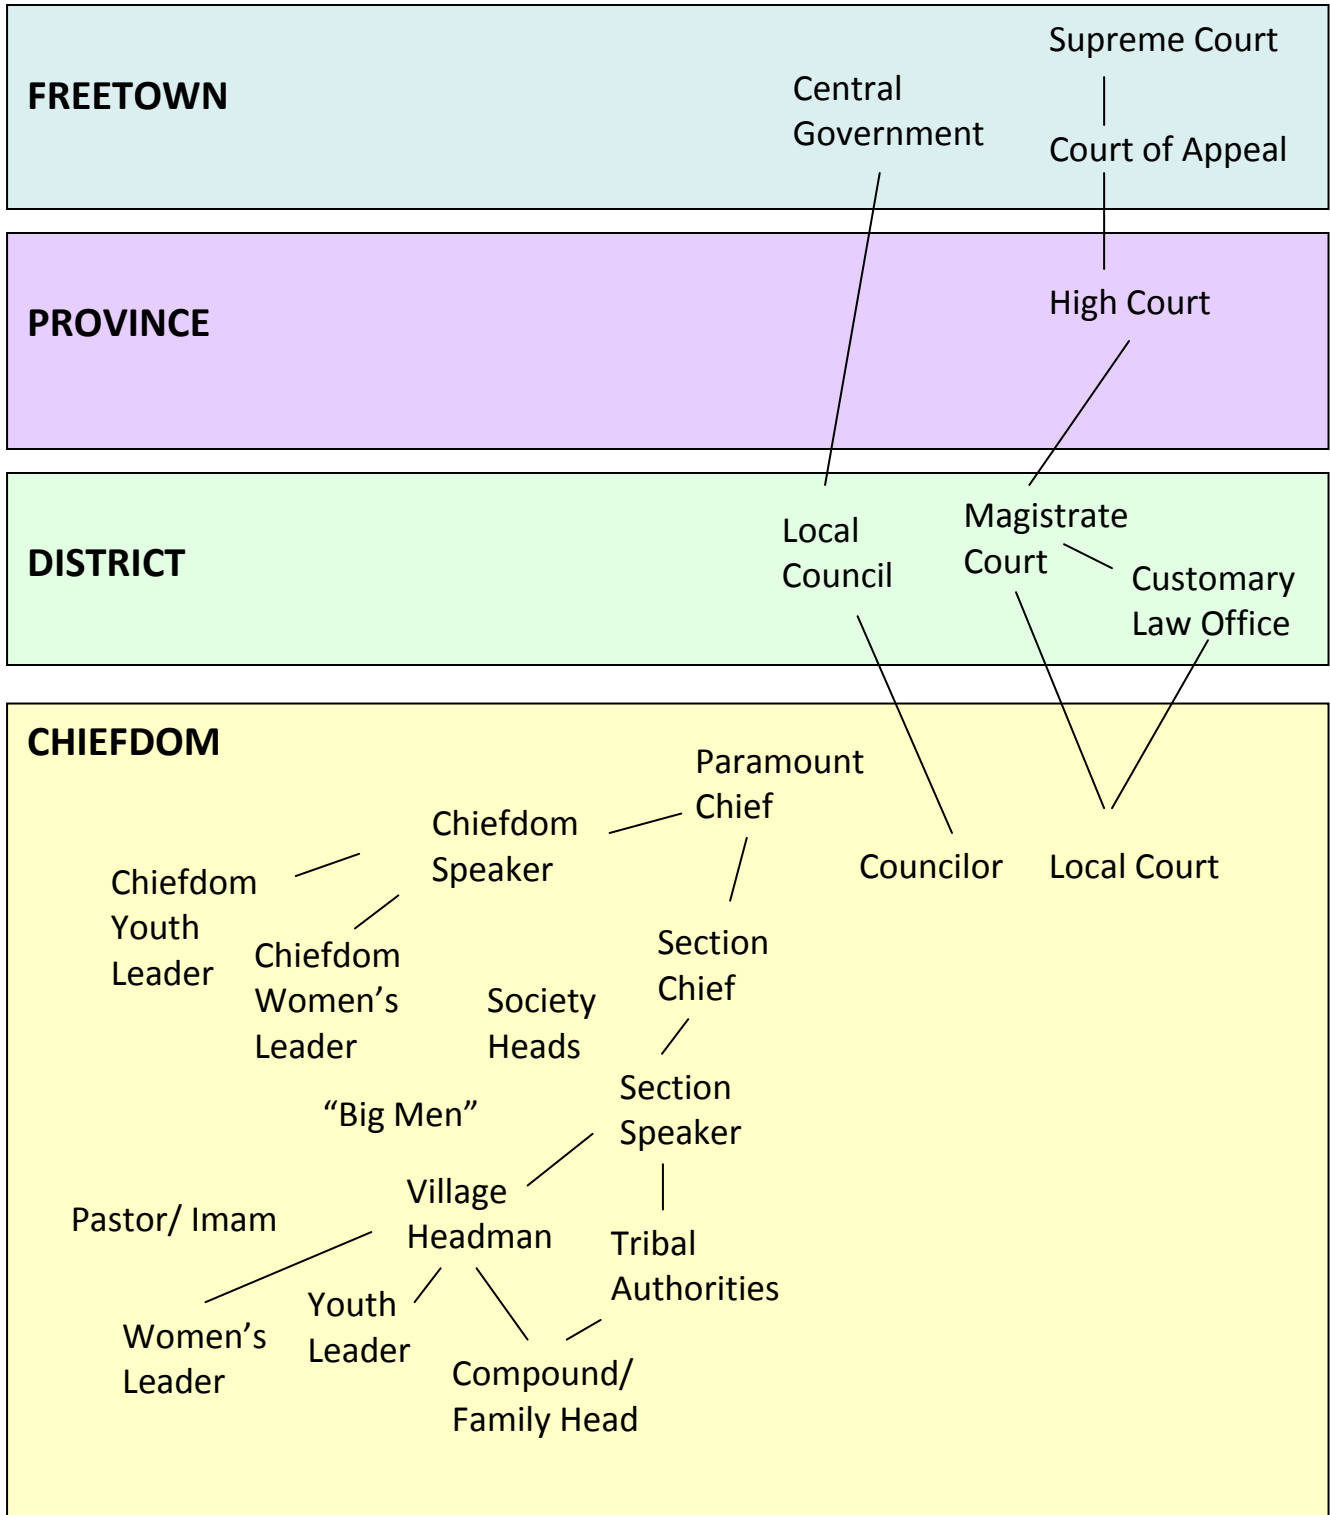 FREETOWN
Supreme Court
Central
Government
Court of Appeal
PROVINCE
High Court
DISTRICT
Local
Council
Magistrate
Court
Customary
Law Office
CHIEFDOM
Paramount
Chief
Chiefdom
Speaker
Councilor
Local Court
Chiefdom
Youth
Leader
Chiefdom
Women’s
Leader
Section
Chief
Society
Heads
Section
Speaker
“Big Men”
Village
Headman
Pastor/ Imam
Tribal
Authorities
Youth
Leader
Women’s
Leader
Compound/
Family Head